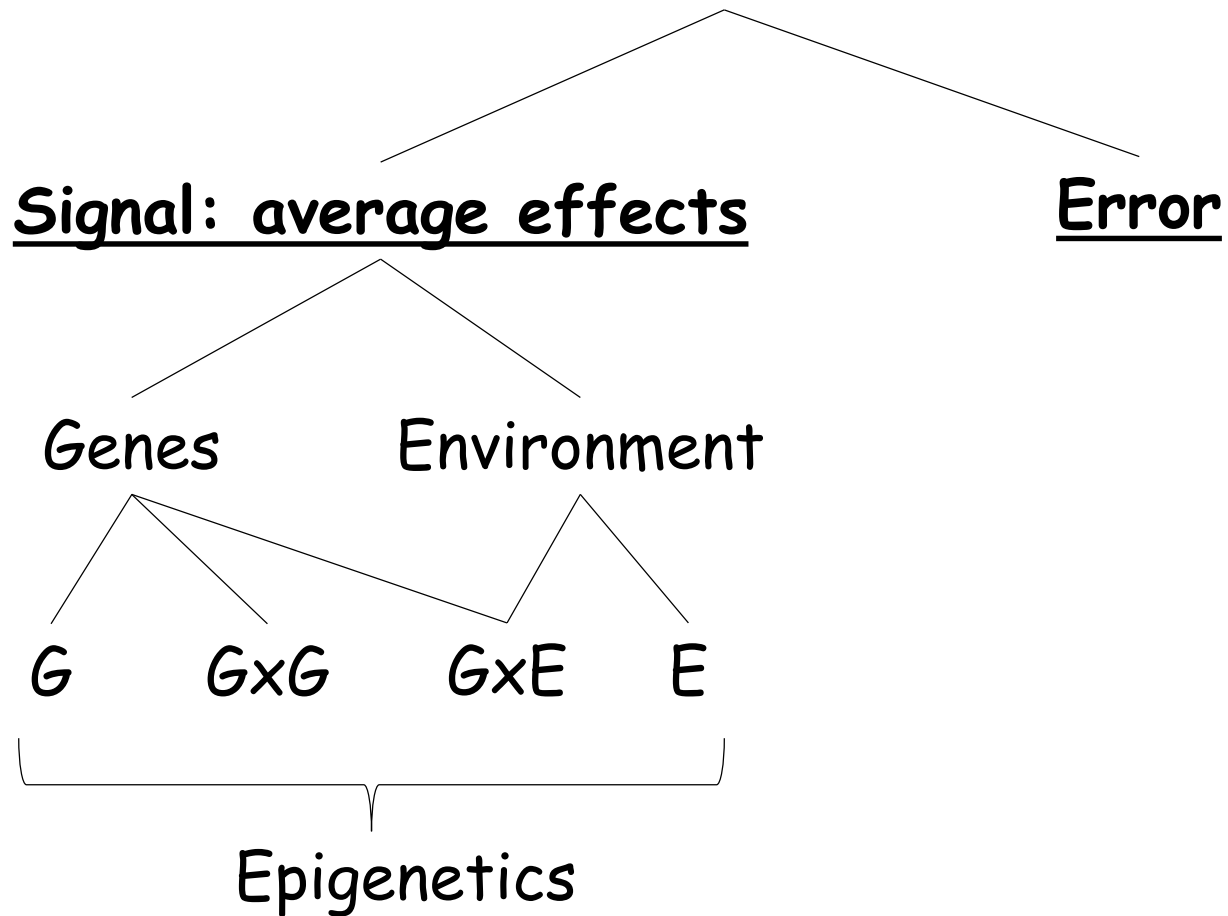 Signal: average effects
Error
Genes
Environment
G
GxG
GxE
E
Epigenetics